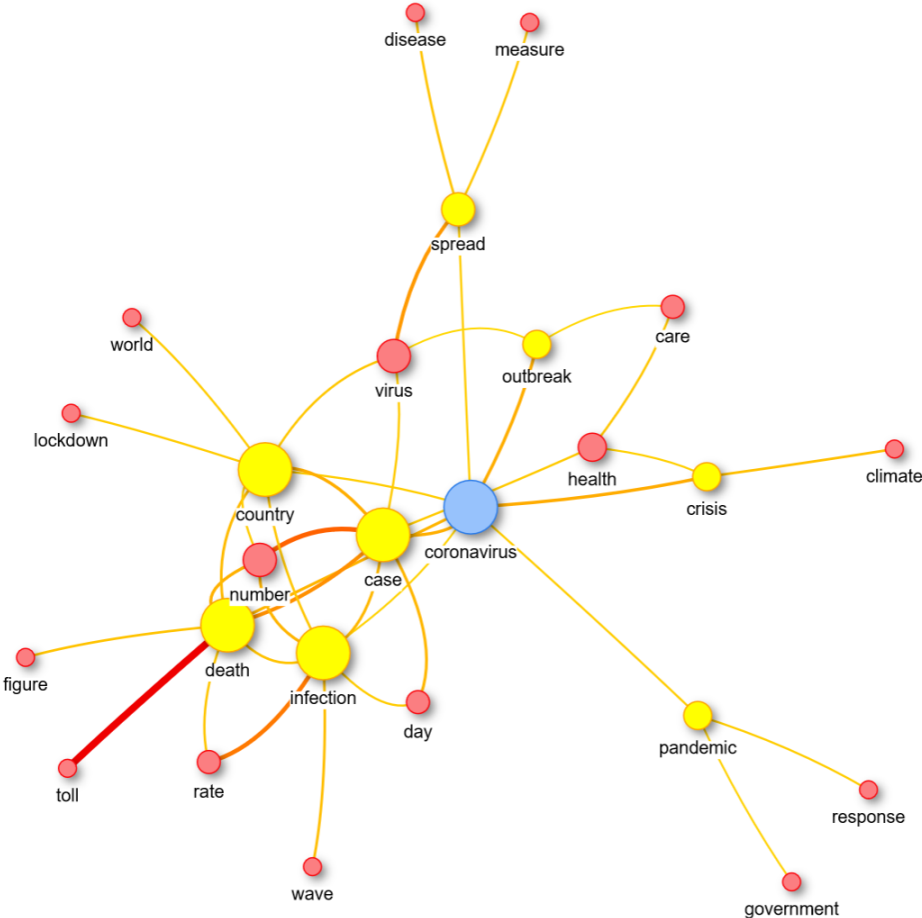 disease
measure
spread
world
virus
outbreak
care
lockdown
country
health
crisis
climate
coronavirus
case
number
death
infection
figure
day
pandemic
toll
rate
response
wave
government